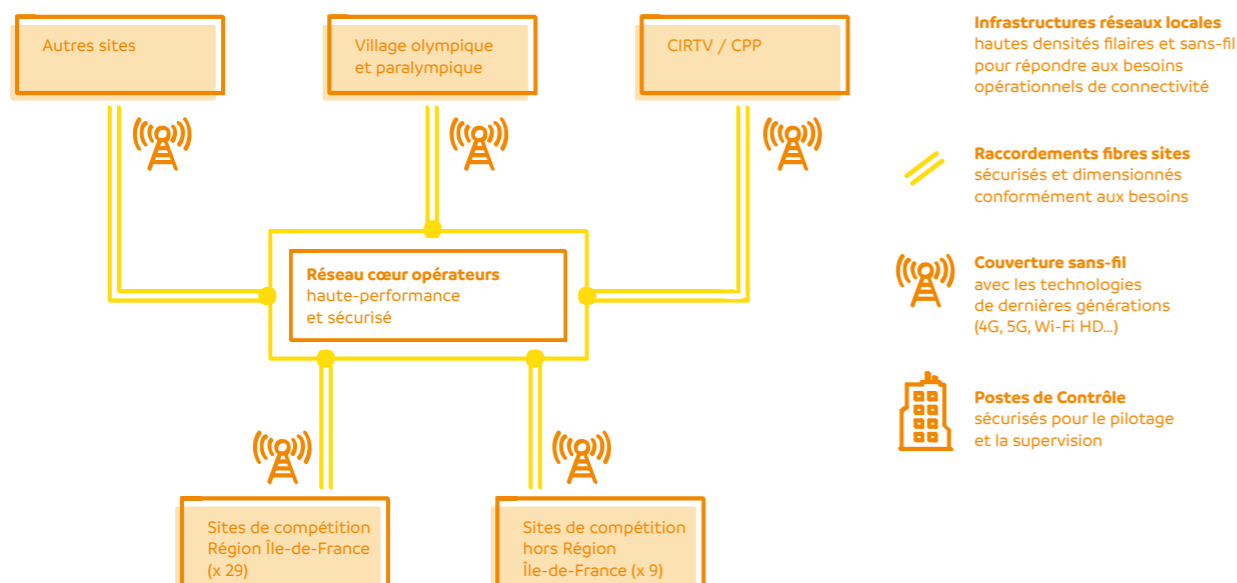 Autres sites
Village olympique
et paralympique
CIRTV / CPP
Réseau cœur opérateurs
haute-performance
et sécurisé
Sites de compétition
Région Île-de-France
(x 29)
Sites de compétition
hors Région
Île-de-France (x 9)
Infrastructures réseaux locales
hautes densités filaires et sans-fil
pour répondre aux besoins
opérationnels de connectivité
Raccordements fibres sites
sécurisés et dimensionnés
conformément aux besoins
Couverture sans-fil
avec les technologies
de dernières générations
(4G, 5G, Wi-Fi HD...)
Postes de Contrôle
sécurisés pour le pilotage
et la supervision